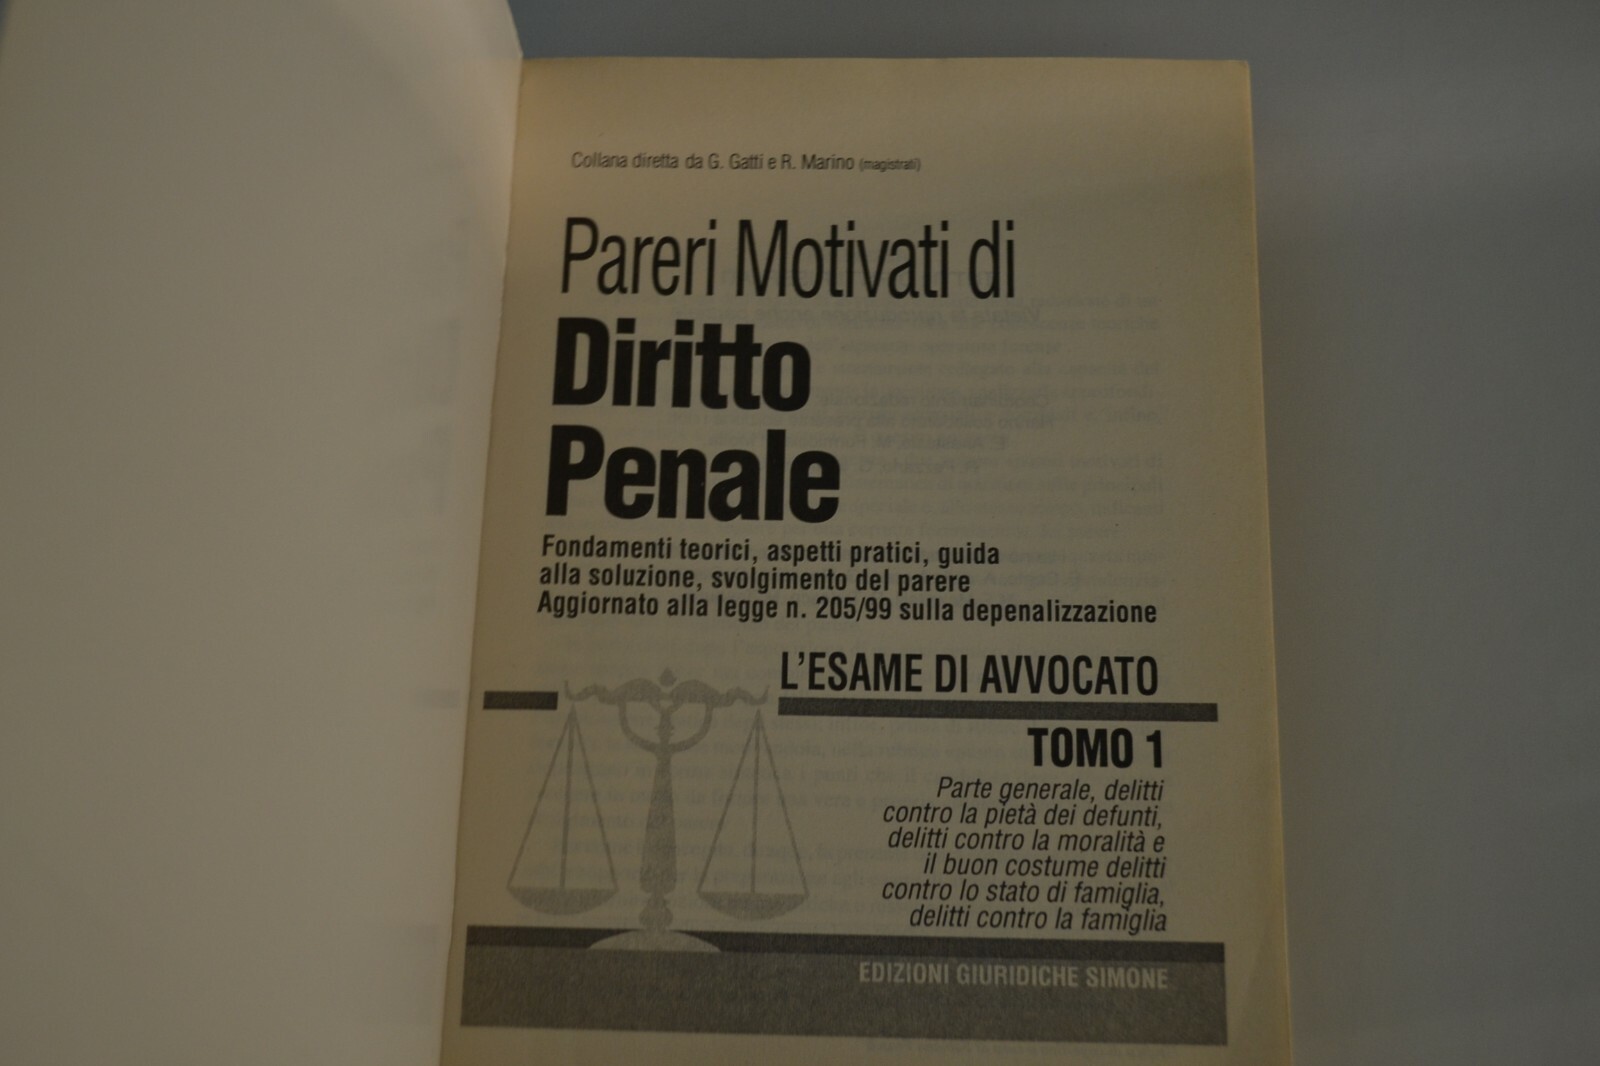 Collana diretta da G. Gatti e R. Marino (magistrati)
Pareri Motivati di
Diritto
Penale
Fondamenti teorici, aspetti pratici, guida
alla soluzione, svolgimento del parere
Aggiornato alla legge n. 205/99 sulla depenalizzazione
L'ESAME DI AVVOCATO
TOMO 1
Parte generale, delitti
contro la pietà dei defunti,
delitti contro la moralità e
il buon costume delitti
contro lo stato di famiglia,
delitti contro la famiglia
EDIZIONI GIURIDICHE SIMONE